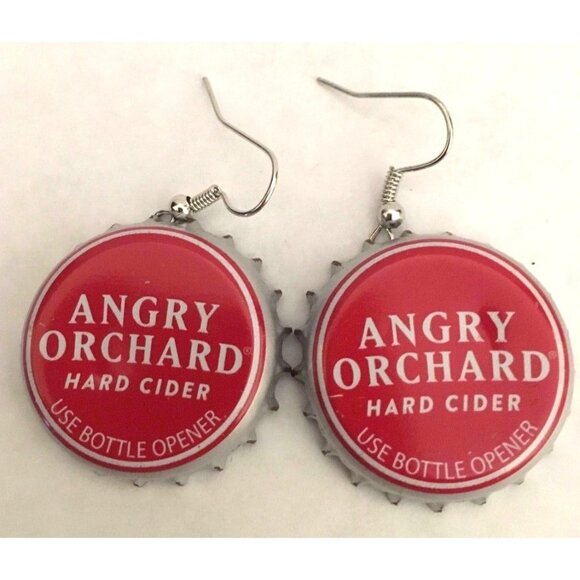 ANGRY
ORCHARD®
HARD CIDER
USE BOTTLE OPENER
ANGRY
ORCHARD®
HARD CIDER
USE BOTTLE OPENER